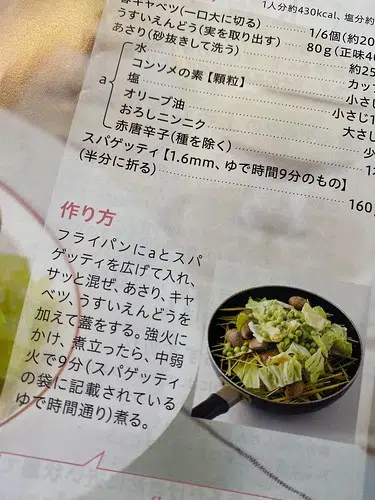 春キャベツ(一口大に切る)
1人分約430kcal、塩分約
うすいえんどう(実を取り出す)
1/6個(約20
あさり(砂抜きして洗う)
80g(正味4
水
約25
コンソメの素【顆粒】
カッ
塩
小さ
オリーブ油
小さじ1
おろしニンニク
大さ
赤唐辛子(種を除く)
少
スパゲッティ【1.6mm、ゆで時間9分のもの】
(半分に折る)
160
a
作り方
フライパンにaとスパ
ゲッティを広げて入れ、
サッと混ぜ、あさり、キャ
ベツ、うすいえんどうを
加えて蓋をする。強火に
かけ、煮立ったら、中弱
火で9分(スパゲッティ
の袋に記載されている
ゆで時間通り)煮る。